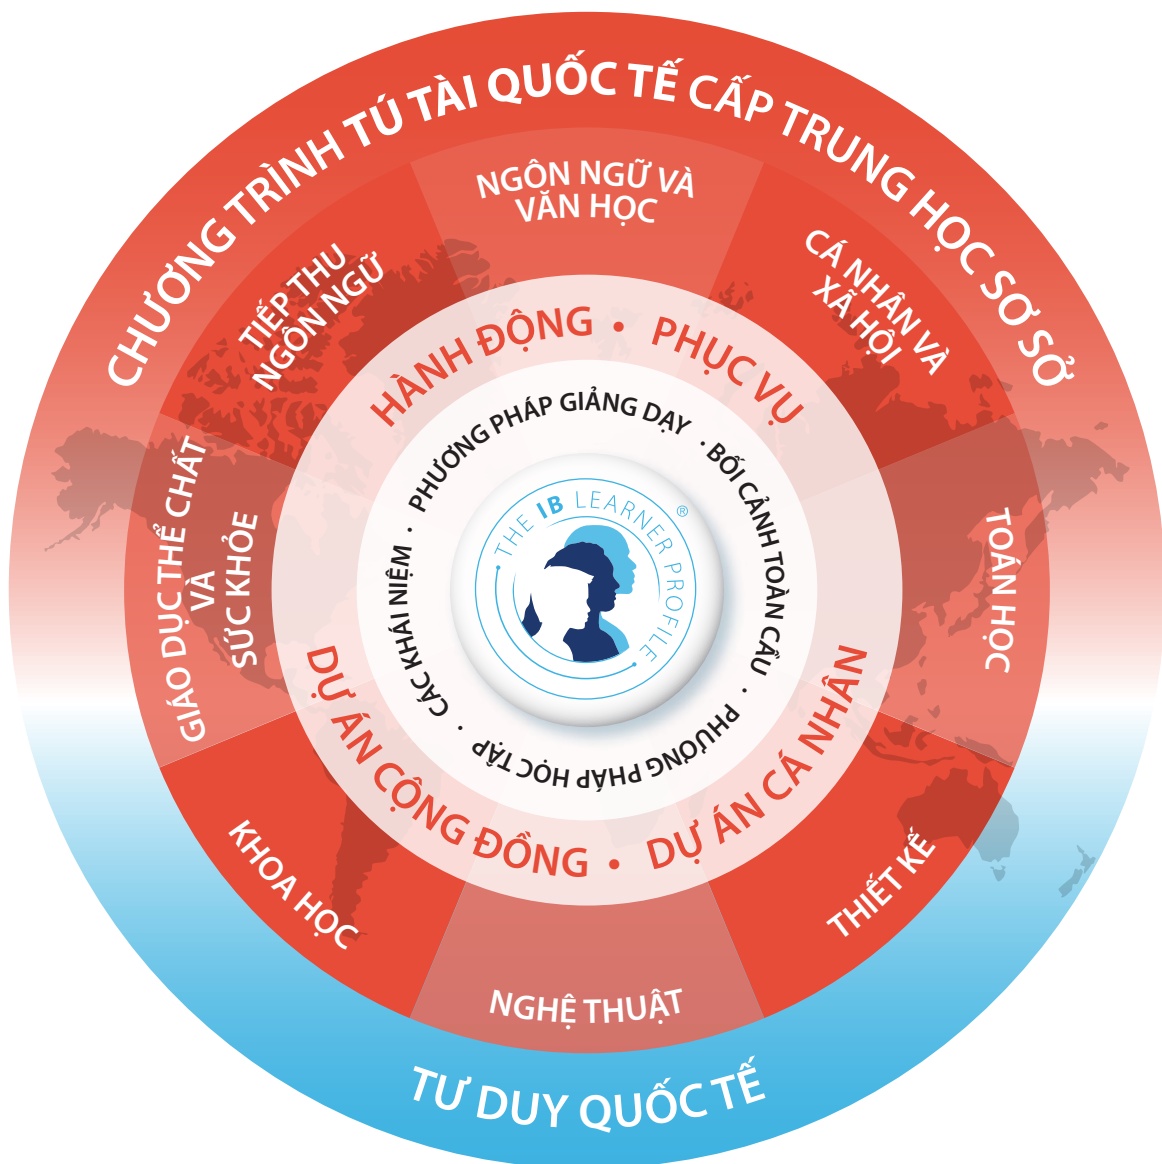 CHƯƠNG TRÌNH TÚ TÀI QUỐC TẾ CẤP TRUNG HỌC SƠ SỞ
NGÔN NGỮ VÀ
VĂN HỌC
CÁ NHÂN VÀ
XÃ HỘI
TOÁN HỌC
THIẾT KẾ
NGHỆ THUẬT
KHOA HỌC
GIÁO DỤC THỂ CHẤT
VÀ
SỨC KHỎE
TIẾP THU
NGÔN NGỮ
HÀNH ĐỘNG • PHỤC VỤ
DỰ ÁN CỘNG ĐỒNG • DỰ ÁN CÁ NHÂN
PHƯƠNG PHÁP GIẢNG DẠY · BỐI CẢNH TOÀN CẦU · PHƯƠNG PHÁP HỌC TẬP · CÁC KHÁI NIỆM ·
THE IB LEARNER PROFILE ®
TƯ DUY QUỐC TẾ